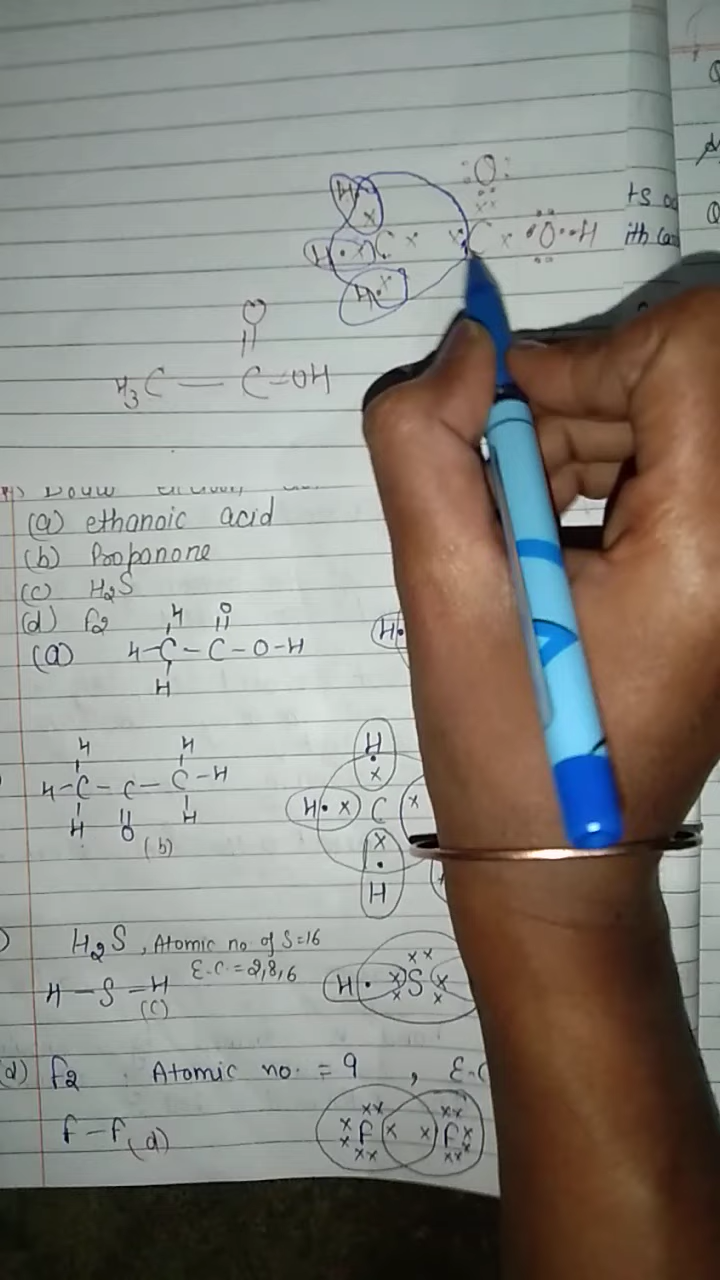 H
:O:
H C C O H
ith
H
O
||
H3C — C-OH
(a) ethanoic acid
(b) Propanone
(c) H2S
(d) f2
(a) H O
H-C-C-O-H
H
H.
H H
H-C-C-C-H
H O H
(b)
H
H. x C x
H
H2S, Atomic no. of S=16
E.C.=2,8,6
H-S-H
(c)
H. S
(d) f2 Atomic no. = 9 ,
f-f (d)
f f